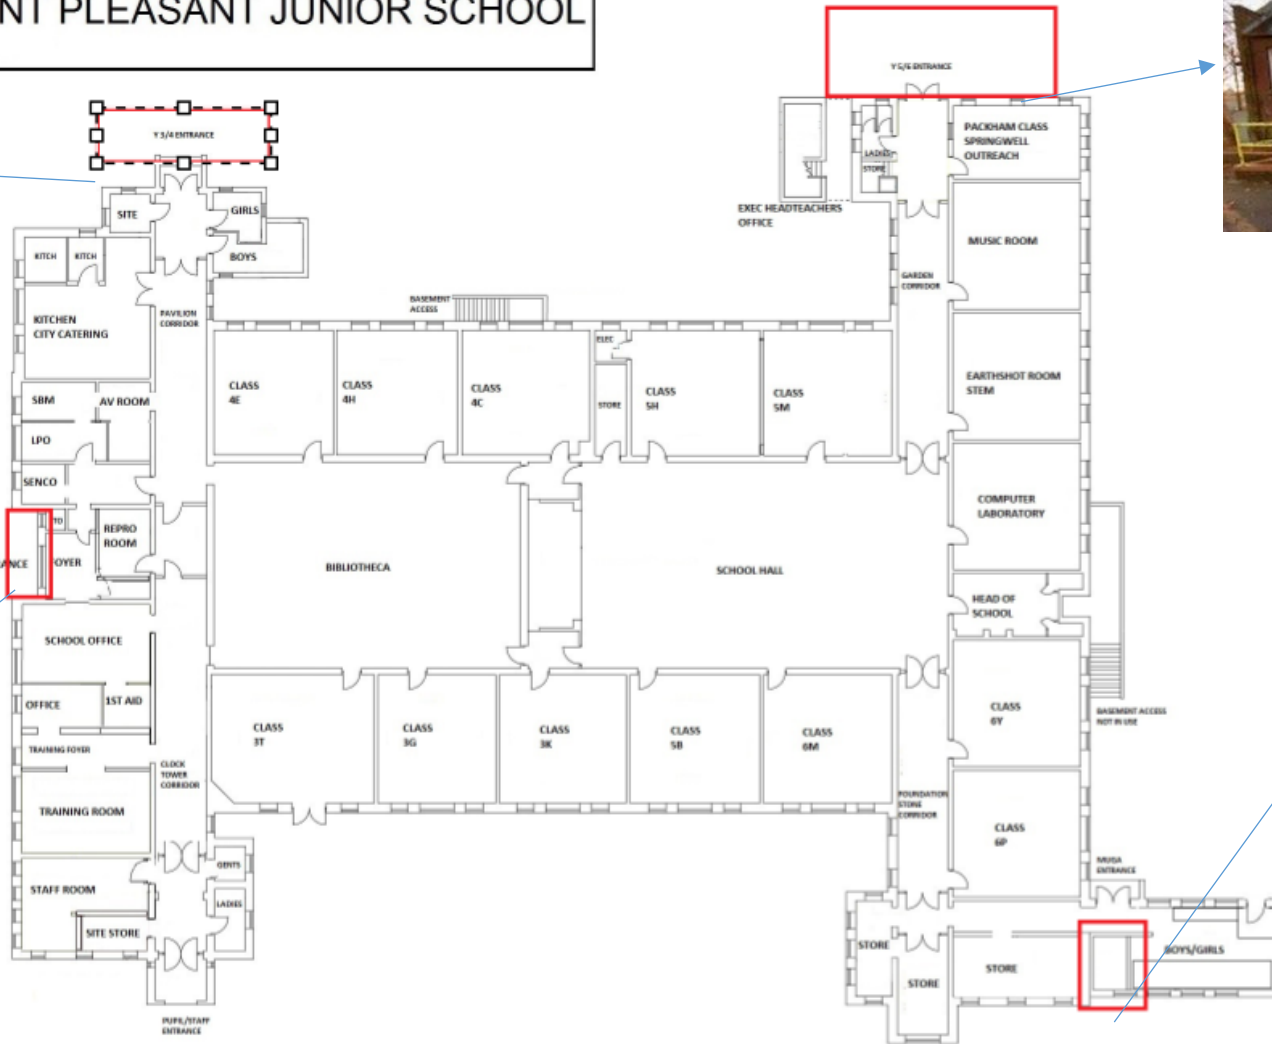 NT PLEASANT JUNIOR SCHOOL
Y 5/6 ENTRANCE
Y 3/4 ENTRANCE
PACKHAM CLASS
SPRINGWELL
OUTREACH
LADIES
STORE
EXEC HEADTEACHERS
OFFICE
SITE
GIRLS
BOYS
MUSIC ROOM
KITCH
KITCH
GARDEN
CORRIDOR
BASEMENT
ACCESS
PAVILION
CORRIDOR
KITCHEN
CITY CATERING
ELEC
CLASS
4E
CLASS
4H
CLASS
4C
STORE
CLASS
5H
CLASS
5M
EARTHSHOT ROOM
STEM
SBM
AV ROOM
LPO
SENCO
COMPUTER
LABORATORY
TO
REPRO
ROOM
ANCE
OYER
BIBLIOTHECA
SCHOOL HALL
HEAD OF
SCHOOL
SCHOOL OFFICE
OFFICE
1ST AID
TRAINING FOYER
CLASS
3T
CLASS
3G
CLASS
3K
CLASS
5B
CLASS
6M
CLASS
6Y
BASEMENT ACCESS
NOT IN USE
CLOCK
TOWER
CORRIDOR
TRAINING ROOM
FOUNDATION
STONE
CORRIDOR
CLASS
6P
MUGA
ENTRANCE
GENTS
STAFF ROOM
LADIES
SITE STORE
STORE
STORE
STORE
BOYS/GIRLS
PUPIL/STAFF
ENTRANCE